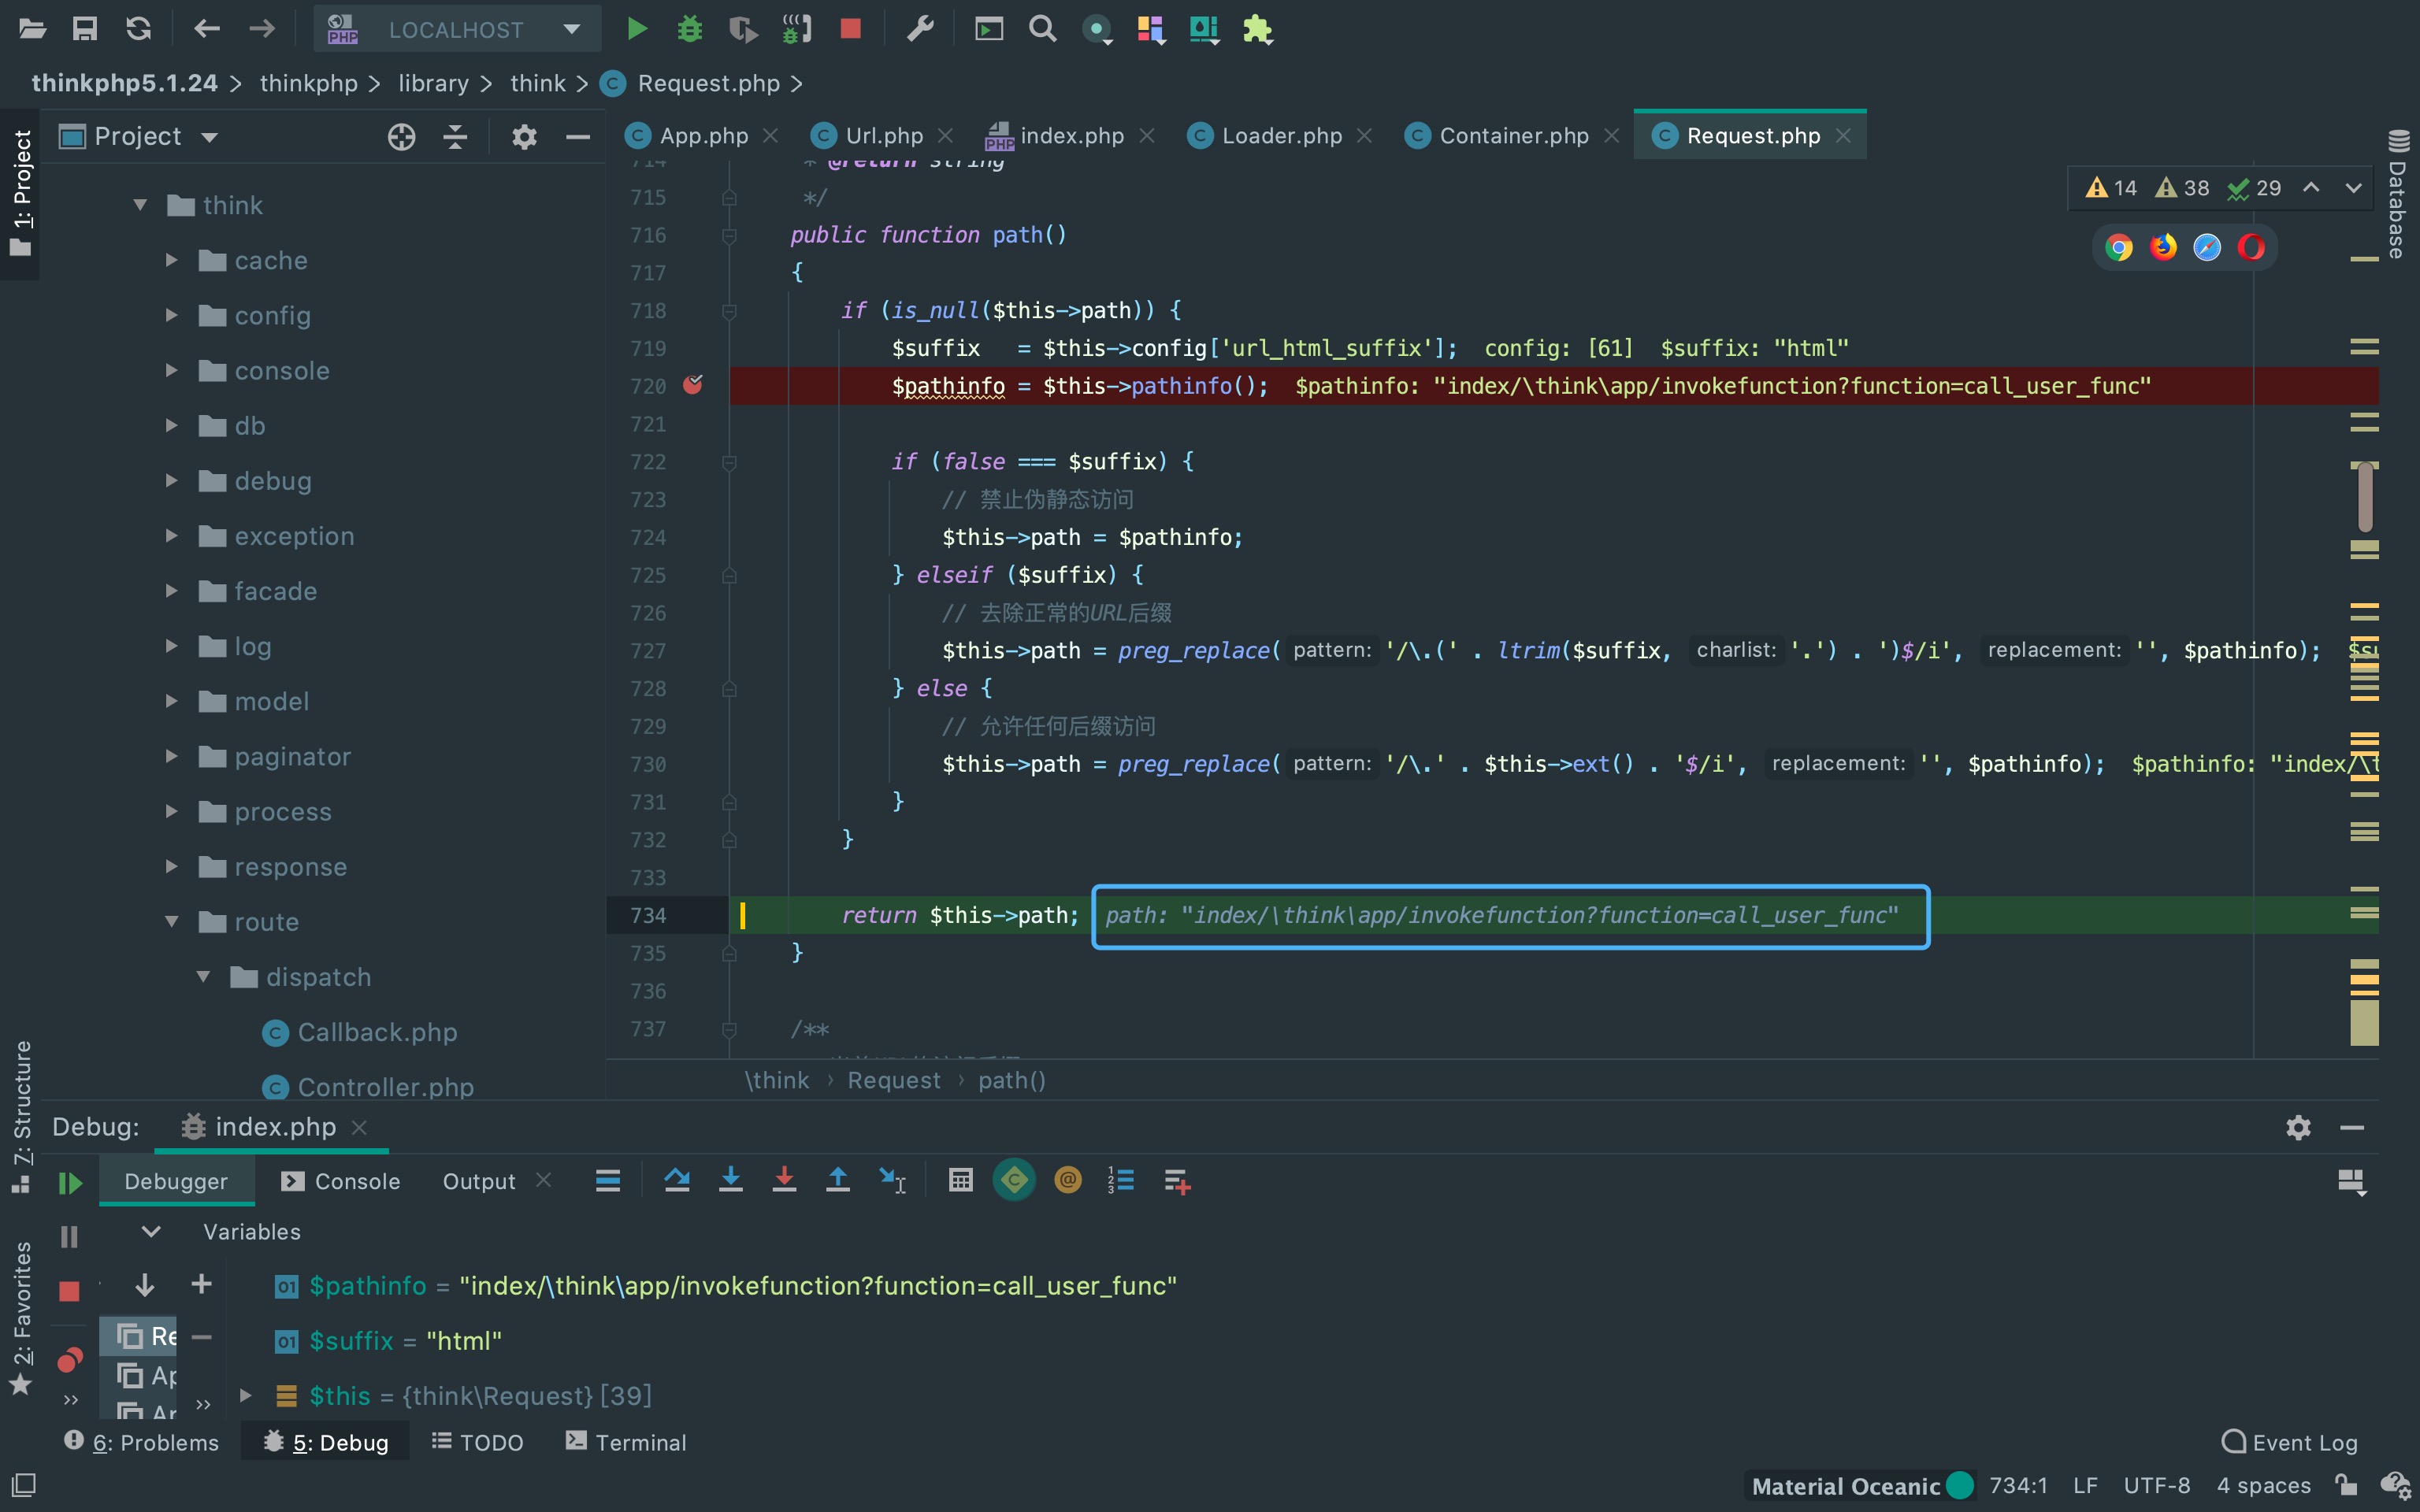 LOCALHOST
thinkphp5.1.24 > thinkphp > library > think > Request.php >
1: Project
Project
App.php
Url.php
index.php
Loader.php
Container.php
Request.php
Database
think
cache
config
console
db
debug
exception
facade
log
model
paginator
process
response
route
dispatch
Callback.php
Controller.php
14 38 29
714 * @return string
715 */
716 public function path()
717 {
718 if (is_null($this->path)) {
719 $suffix = $this->config['url_html_suffix']; config: [61] $suffix: "html"
720 $pathinfo = $this->pathinfo(); $pathinfo: "index/\think\app/invokefunction?function=call_user_func"
721
722 if (false === $suffix) {
723 // 禁止伪静态访问
724 $this->path = $pathinfo;
725 } elseif ($suffix) {
726 // 去除正常的URL后缀
727 $this->path = preg_replace( pattern: '/\.(' . ltrim($suffix, charlist: '.') . ')$/i', replacement: '', $pathinfo); $su
728 } else {
729 // 允许任何后缀访问
730 $this->path = preg_replace( pattern: '/\.' . $this->ext() . '$/i', replacement: '', $pathinfo); $pathinfo: "index/\t
731 }
732 }
733
734 return $this->path; path: "index/\think\app/invokefunction?function=call_user_func"
735 }
736
737 /**
\think › Request › path()
7: Structure
2: Favorites
Debug: index.php
Debugger Console Output
Variables
$pathinfo = "index/\think\app/invokefunction?function=call_user_func"
$suffix = "html"
$this = {think\Request} [39]
Re
Ap
Ar
6: Problems 5: Debug TODO Terminal Event Log
Material Oceanic 734:1 LF UTF-8 4 spaces